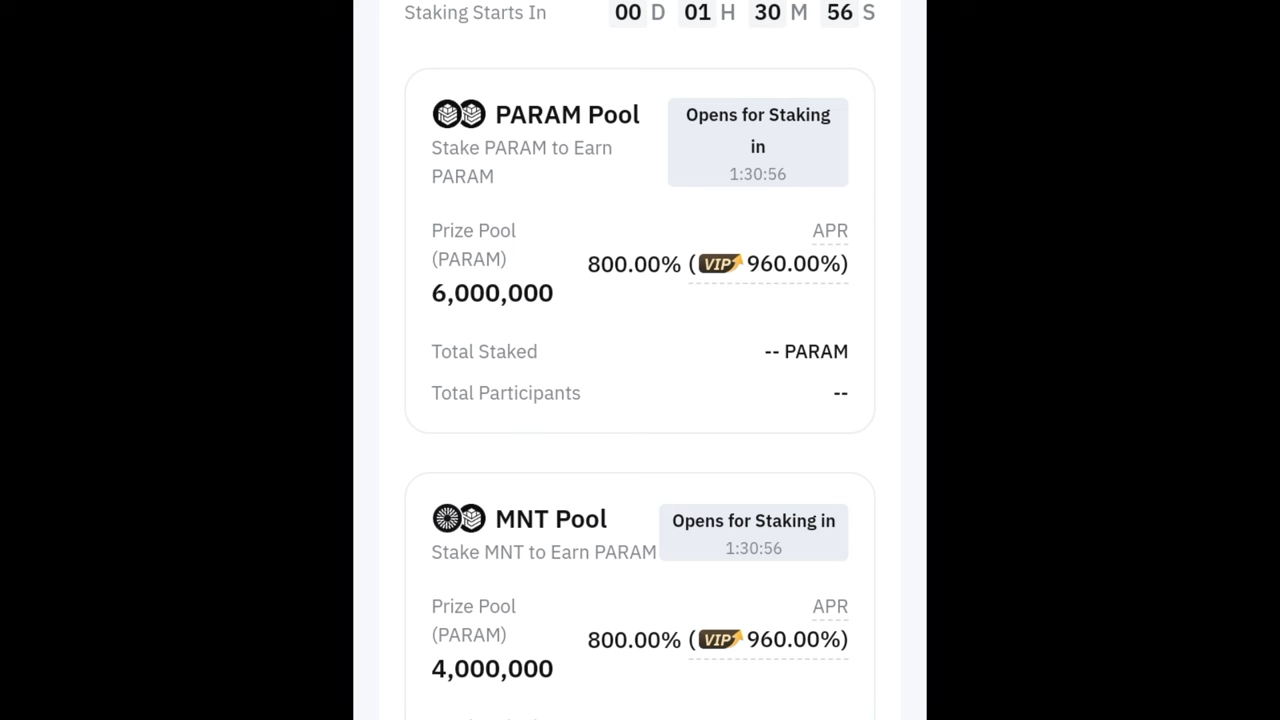 Staking Starts In 00 D 01 H 30 M 56 S
PARAM Pool
Stake PARAM to Earn
PARAM
Opens for Staking
in
1:30:56
Prize Pool
(PARAM)
6,000,000
APR
800.00% (VIP 960.00%)
Total Staked -- PARAM
Total Participants --
MNT Pool
Stake MNT to Earn PARAM
Opens for Staking in
1:30:56
Prize Pool
(PARAM)
4,000,000
APR
800.00% (VIP 960.00%)